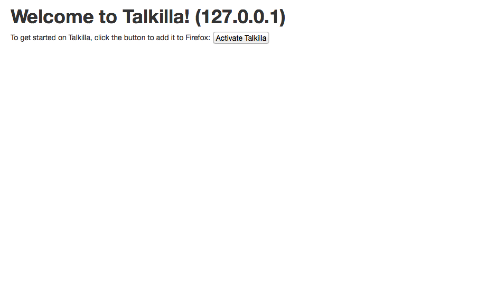 Welcome to Talkilla! (127.0.0.1)
To get started on Talkilla, click the button to add it to Firefox: Activate Talkilla